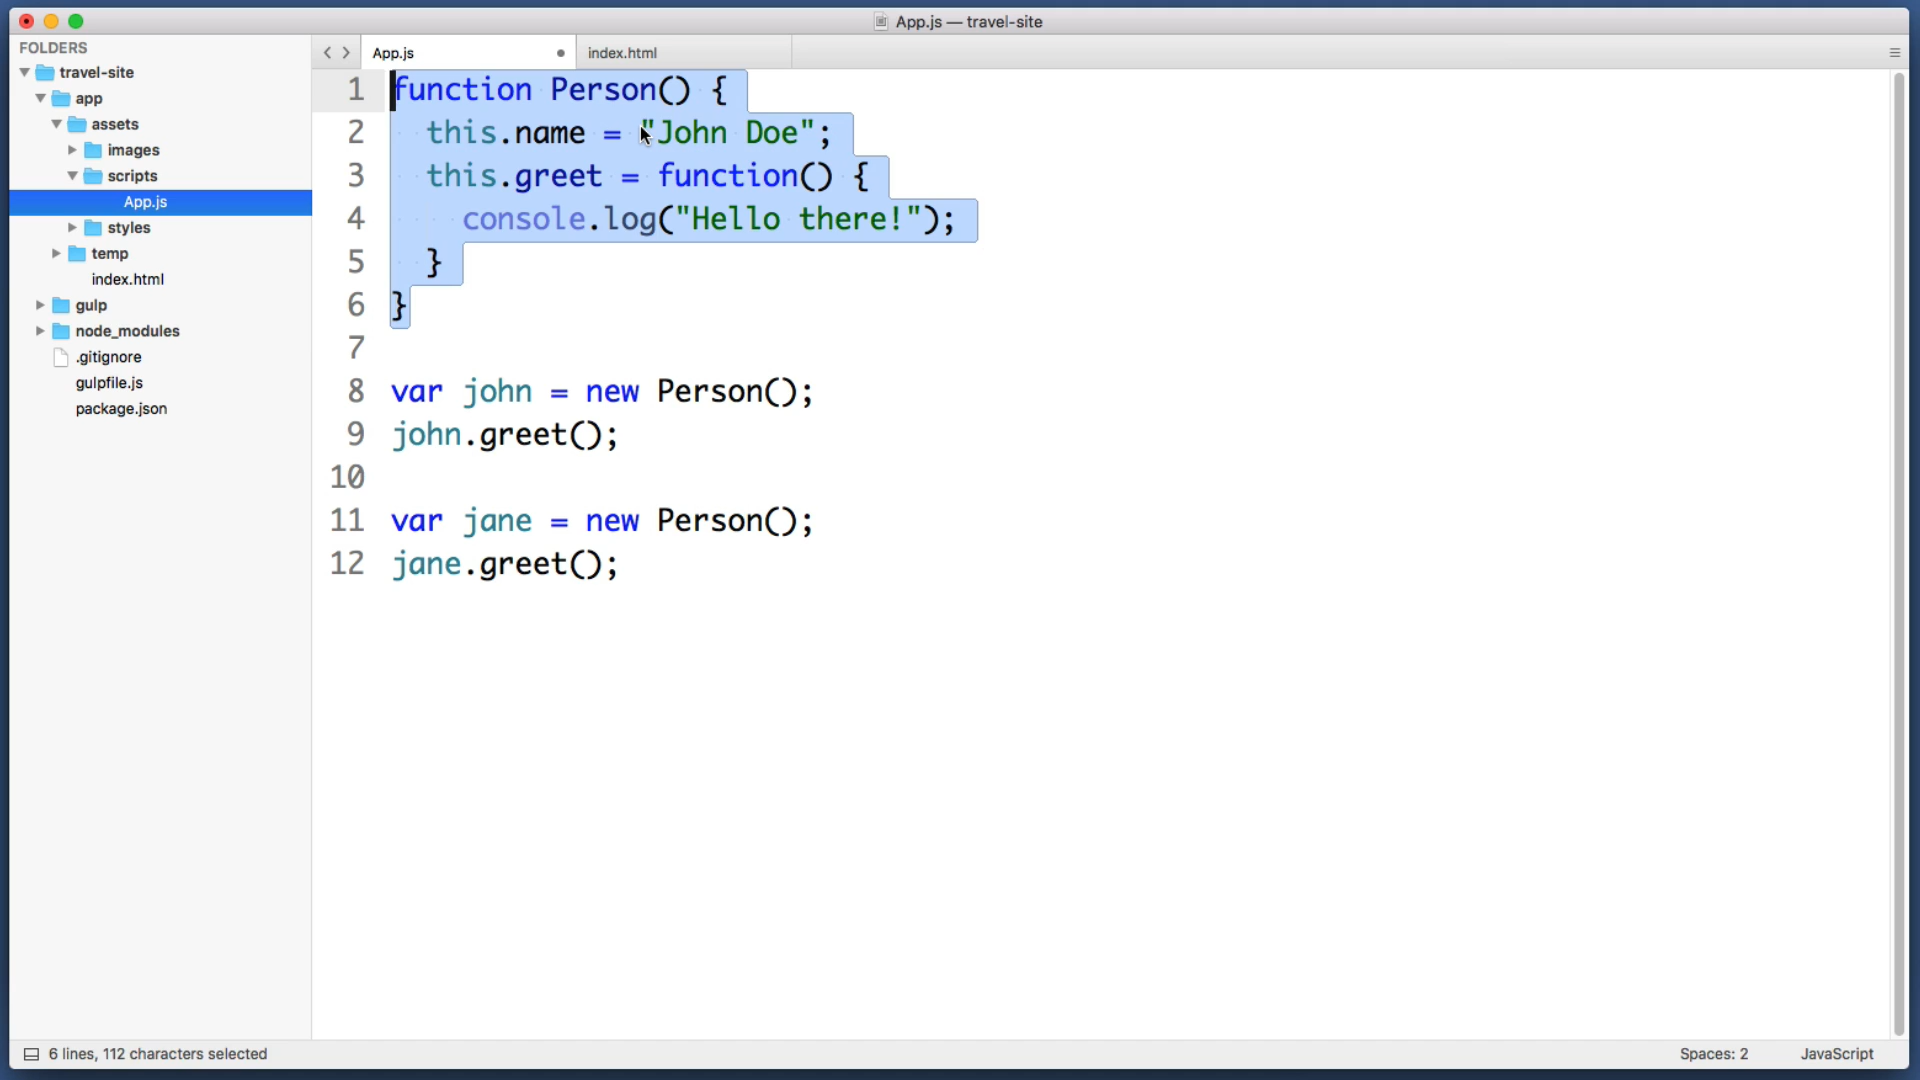 App.js — travel-site
FOLDERS
travel-site
app
assets
images
scripts
App.js
styles
temp
index.html
gulp
node_modules
.gitignore
gulpfile.js
package.json
App.js
index.html
1 function Person() {
2 this.name = "John Doe";
3 this.greet = function() {
4 console.log("Hello there!");
5 }
6 }
7
8 var john = new Person();
9 john.greet();
10
11 var jane = new Person();
12 jane.greet();
6 lines, 112 characters selected
Spaces: 2
JavaScript